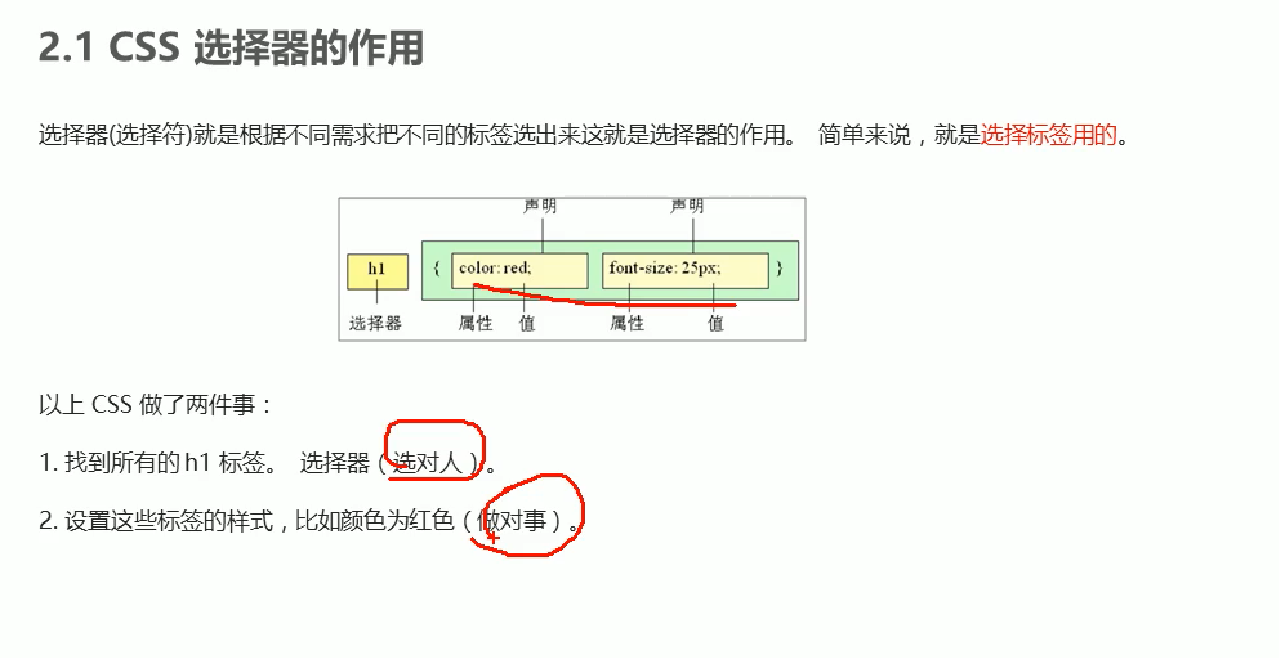 2.1 CSS 选择器的作用
选择器(选择符)就是根据不同需求把不同的标签选出来这就是选择器的作用。 简单来说，就是选择标签用的。
声明 声明
h1 { color: red; font-size: 25px; }
选择器 属性 值 属性 值
以上 CSS 做了两件事：
1. 找到所有的 h1 标签。 选择器（选对人）。
2. 设置这些标签的样式，比如颜色为红色（做对事）。